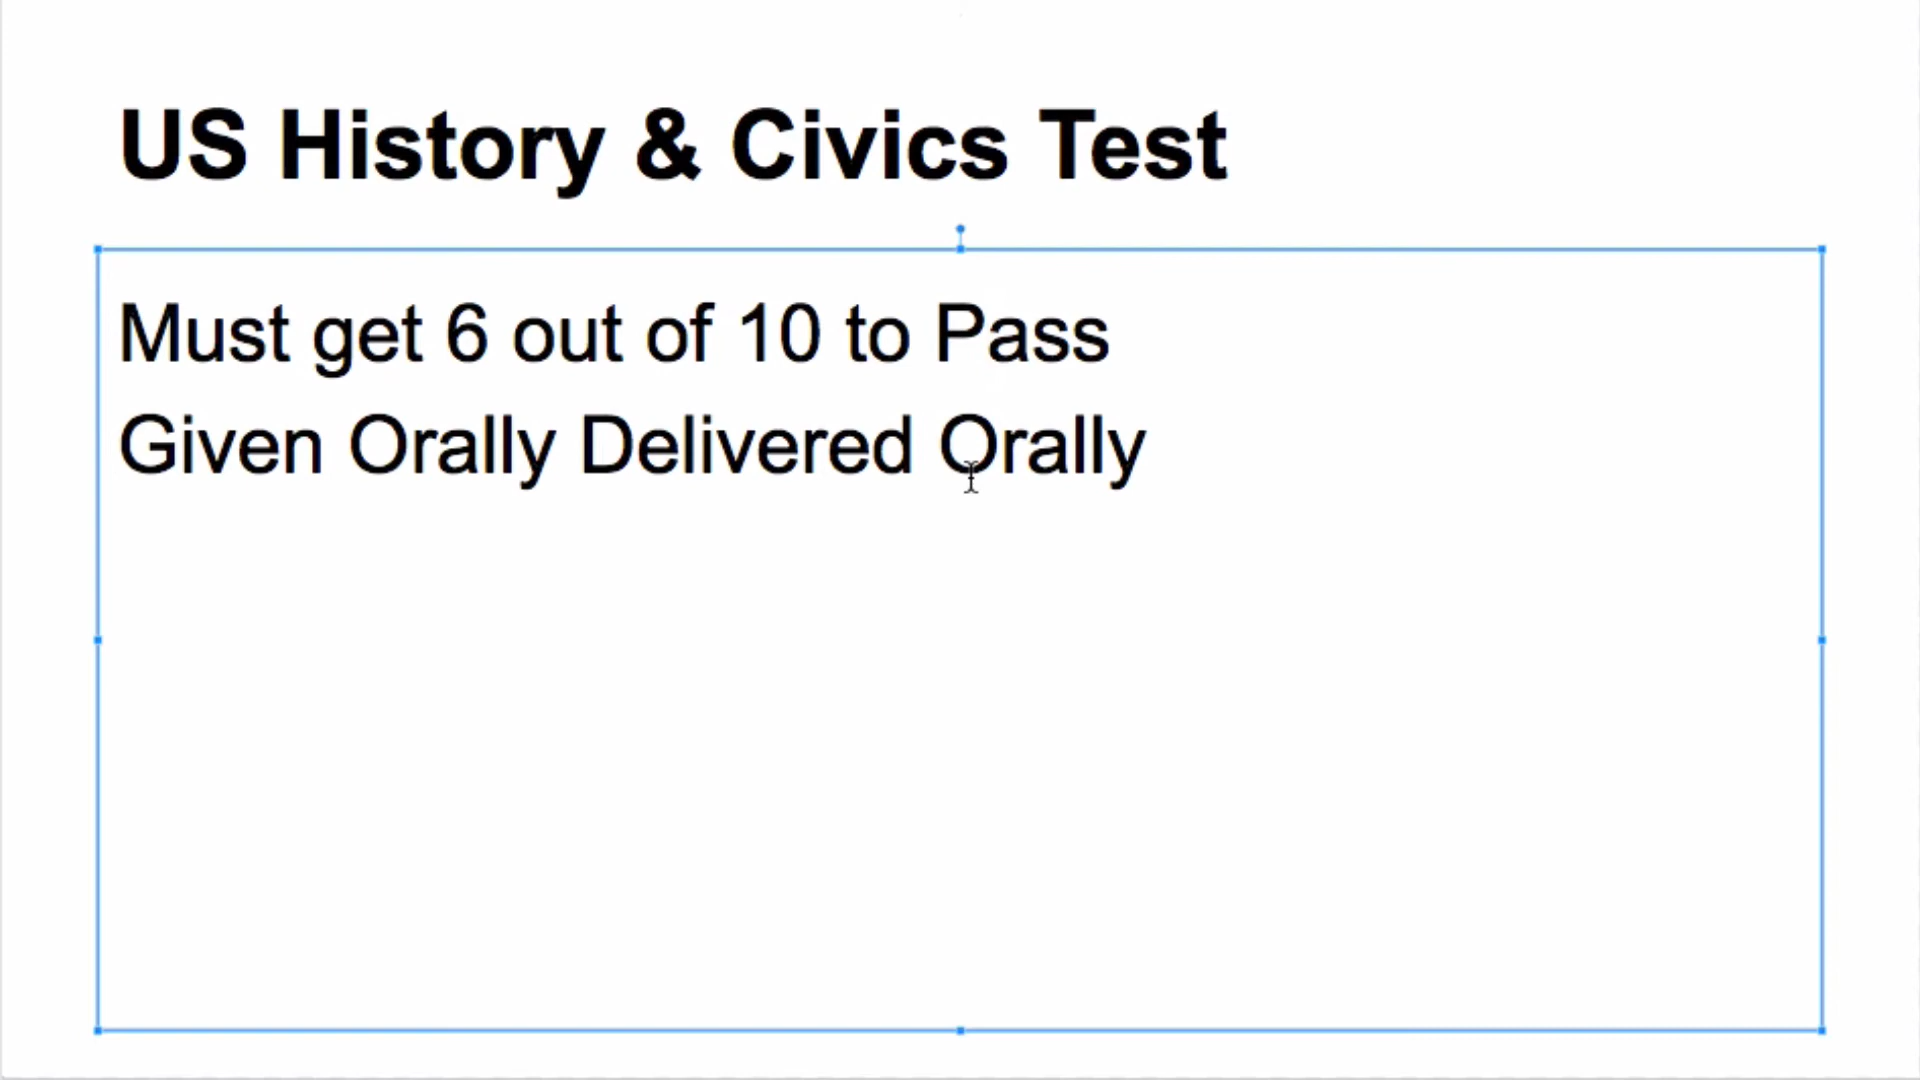 US History & Civics Test
Must get 6 out of 10 to Pass
Given Orally Delivered Orally